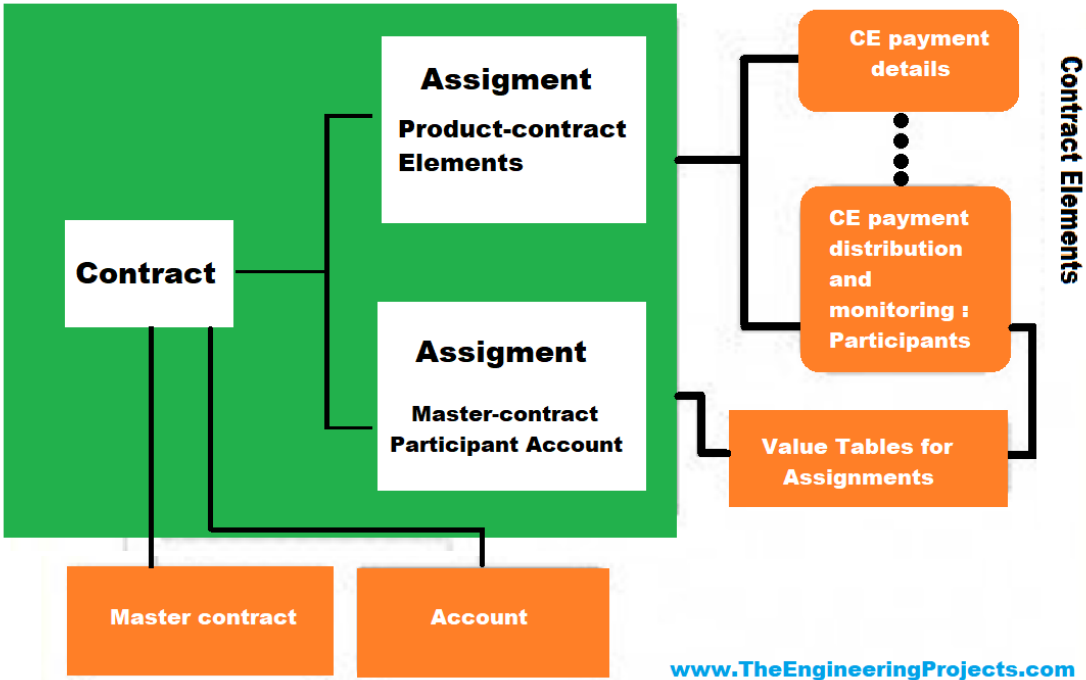 Assigment
Product-contract
Elements
Contract
Assigment
Master-contract
Participant Account
CE payment
details
CE payment
distribution
and
monitoring :
Participants
Contract Elements
Value Tables for
Assignments
Master contract
Account
www.TheEngineeringProjects.com